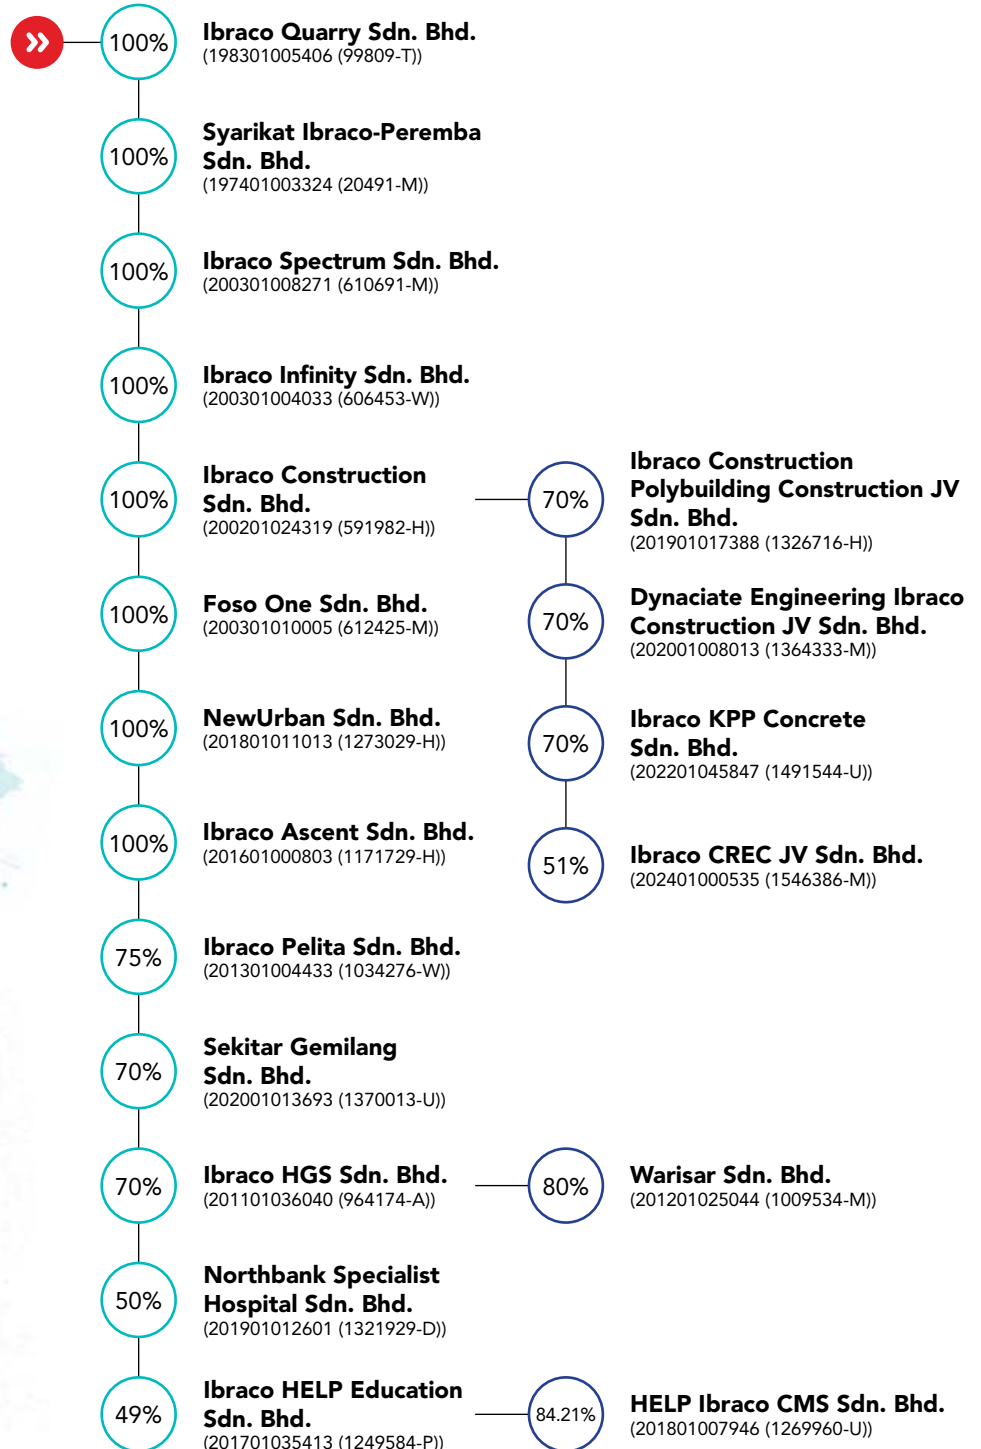 100%
Ibraco Quarry Sdn. Bhd.
(198301005406 (99809-T))
100%
Syarikat Ibraco-Peremba
Sdn. Bhd.
(197401003324 (20491-M))
100%
Ibraco Spectrum Sdn. Bhd.
(200301008271 (610691-M))
100%
Ibraco Infinity Sdn. Bhd.
(200301004033 (606453-W))
100%
Ibraco Construction
Sdn. Bhd.
(200201024319 (591982-H))
70%
Ibraco Construction
Polybuilding Construction JV
Sdn. Bhd.
(201901017388 (1326716-H))
100%
Foso One Sdn. Bhd.
(200301010005 (612425-M))
70%
Dynaciate Engineering Ibraco
Construction JV Sdn. Bhd.
(202001008013 (1364333-M))
100%
NewUrban Sdn. Bhd.
(201801011013 (1273029-H))
70%
Ibraco KPP Concrete
Sdn. Bhd.
(202201045847 (1491544-U))
100%
Ibraco Ascent Sdn. Bhd.
(201601000803 (1171729-H))
51%
Ibraco CREC JV Sdn. Bhd.
(202401000535 (1546386-M))
75%
Ibraco Pelita Sdn. Bhd.
(201301004433 (1034276-W))
70%
Sekitar Gemilang
Sdn. Bhd.
(202001013693 (1370013-U))
70%
Ibraco HGS Sdn. Bhd.
(201101036040 (964174-A))
80%
Warisar Sdn. Bhd.
(201201025044 (1009534-M))
50%
Northbank Specialist
Hospital Sdn. Bhd.
(201901012601 (1321929-D))
49%
Ibraco HELP Education
Sdn. Bhd.
(201701035413 (1249584-P))
84.21%
HELP Ibraco CMS Sdn. Bhd.
(201801007946 (1269960-U))